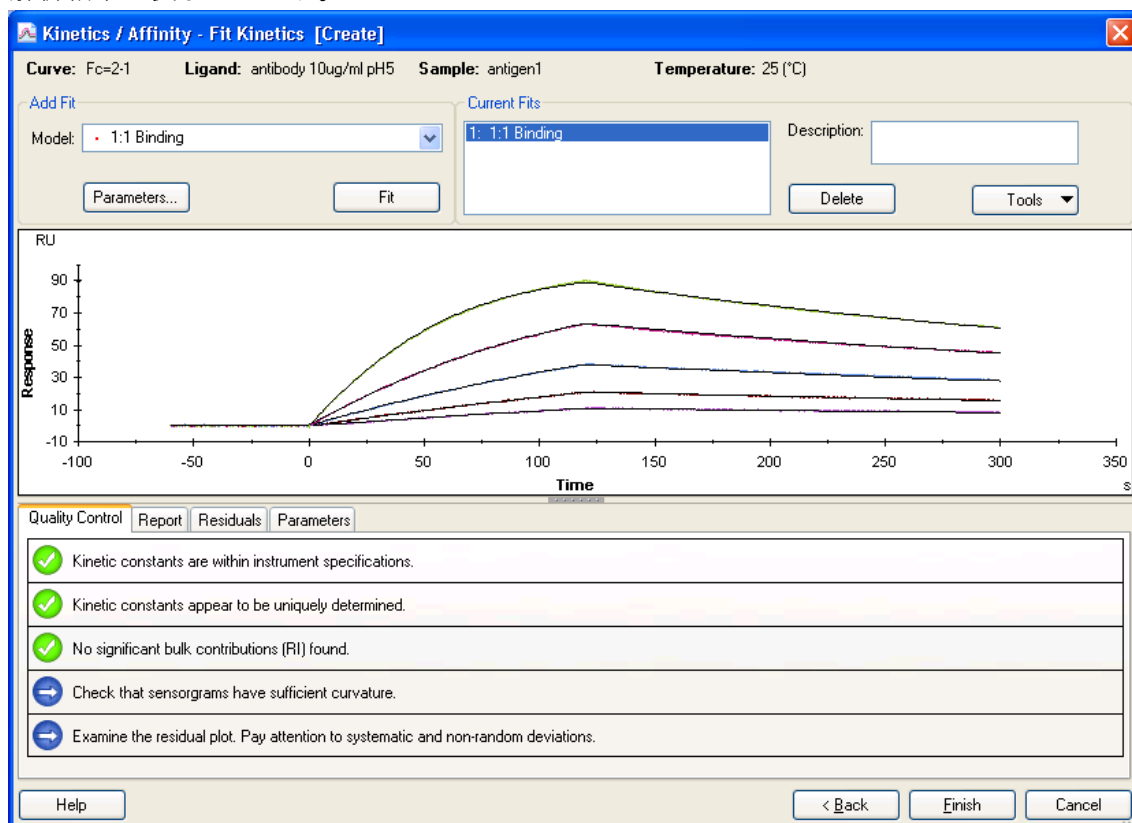 Kinetics / Affinity - Fit Kinetics [Create]
Curve: Fc=2-1 Ligand: antibody 10ug/ml pH5 Sample: antigen1 Temperature: 25 (°C)
Add Fit
Current Fits
Model: 1:1 Binding
1: 1:1 Binding
Description:
Parameters... Fit
Delete Tools
RU
90
70
50
30
10
-10
Response
-100 -50 0 50 100 150 200 250 300 350
Time
s
Quality Control Report Residuals Parameters
Kinetic constants are within instrument specifications.
Kinetic constants appear to be uniquely determined.
No significant bulk contributions (RI) found.
Check that sensorgrams have sufficient curvature.
Examine the residual plot. Pay attention to systematic and non-random deviations.
Help < Back Finish Cancel